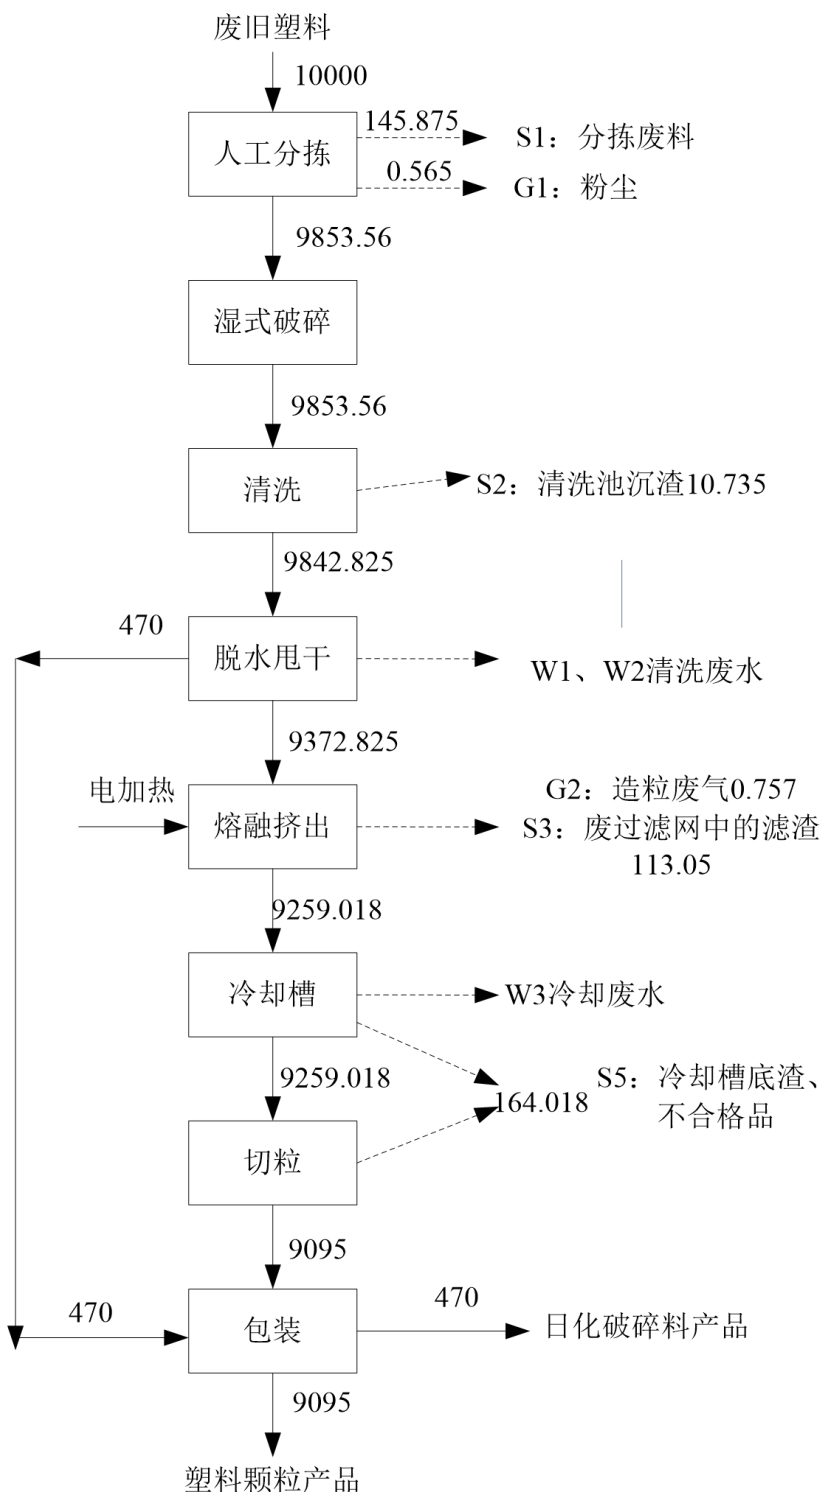 废旧塑料
10000
人工分拣
145.875
S1：分拣废料
0.565
G1：粉尘
9853.56
湿式破碎
9853.56
清洗
S2：清洗池沉渣10.735
9842.825
470
脱水甩干
W1、W2清洗废水
9372.825
电加热
熔融挤出
G2：造粒废气0.757
S3：废过滤网中的滤渣
113.05
9259.018
冷却槽
W3冷却废水
9259.018
164.018
S5：冷却槽底渣、
不合格品
切粒
9095
470
包装
470
日化破碎料产品
9095
塑料颗粒产品